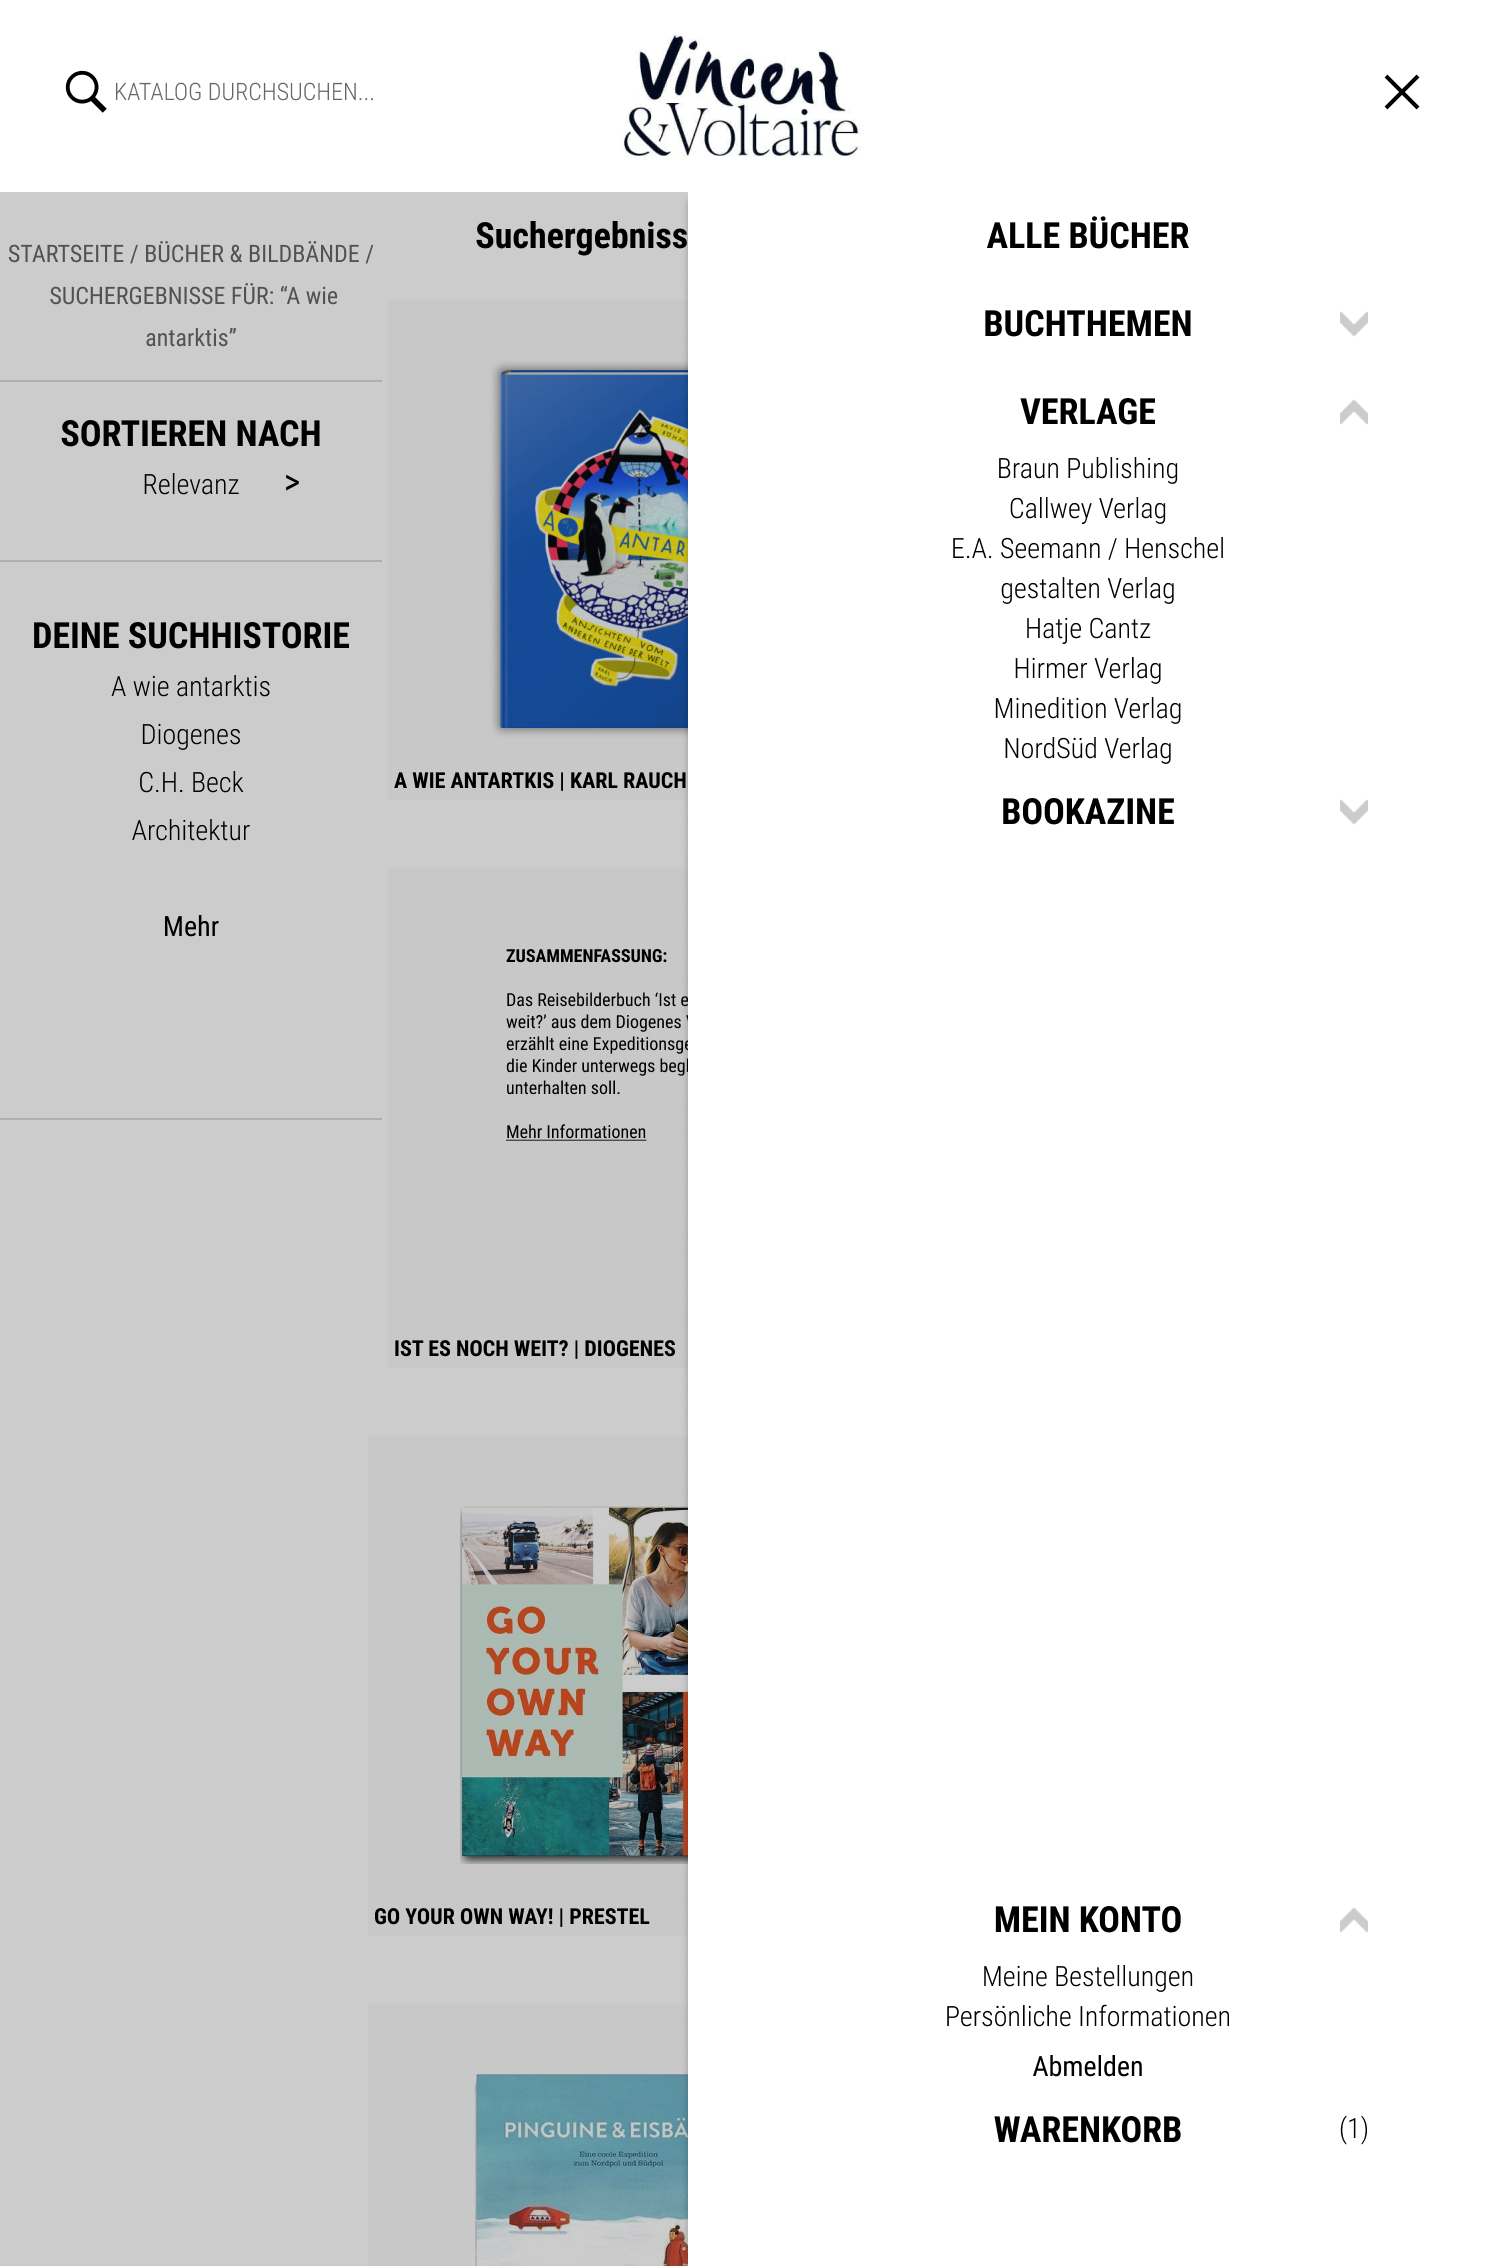 KATALOG DURCHSUCHEN...
Vincent
&Voltaire
STARTSEITE / BÜCHER & BILDBÄNDE /
SUCHERGEBNISSE FÜR: “A wie
antarktis”
SORTIEREN NACH
Relevanz >
DEINE SUCHHISTORIE
A wie antarktis
Diogenes
C.H. Beck
Architektur
Mehr
Suchergebniss
DAVID
BÖHM
A
A
ANTAR
ANSICHTEN VOM
ANDEREN ENDE DER WELT
KARL
RAUCH
A WIE ANTARTKIS | KARL RAUCH
ZUSAMMENFASSUNG:
Das Reisebilderbuch ‘Ist e
weit?’ aus dem Diogenes
erzählt eine Expeditionsge
die Kinder unterwegs begl
unterhalten soll.
Mehr Informationen
IST ES NOCH WEIT? | DIOGENES
GO
YOUR
OWN
WAY
GO YOUR OWN WAY! | PRESTEL
PINGUINE & EISBÄ
Eine coole Expedition
zum Nordpol und Südpol
ALLE BÜCHER
BUCHTHEMEN
VERLAGE
Braun Publishing
Callwey Verlag
E.A. Seemann / Henschel
gestalten Verlag
Hatje Cantz
Hirmer Verlag
Minedition Verlag
NordSüd Verlag
BOOKAZINE
MEIN KONTO
Meine Bestellungen
Persönliche Informationen
Abmelden
WARENKORB (1)